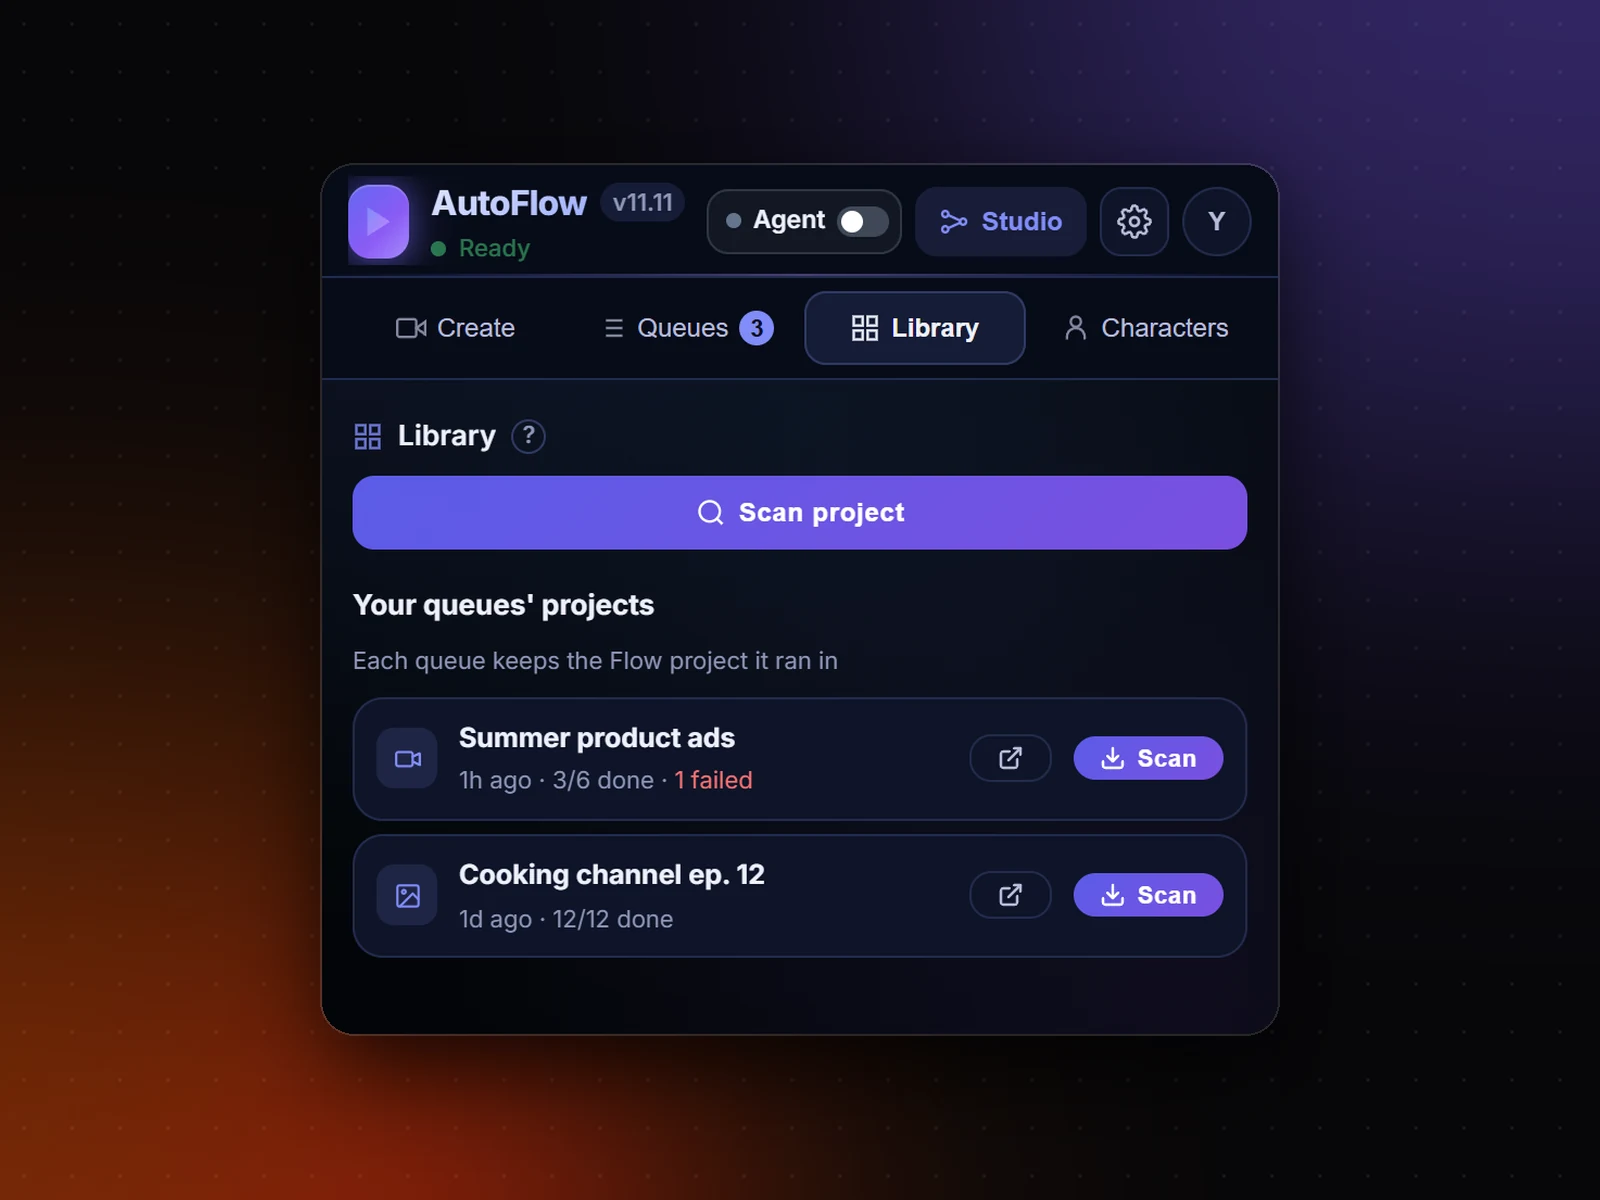 AutoFlow v11.11
Ready
Agent
Studio
Y
Create
Queues 3
Library
Characters
Library ?
Scan project
Your queues' projects
Each queue keeps the Flow project it ran in
Summer product ads
1h ago · 3/6 done · 1 failed
Scan
Cooking channel ep. 12
1d ago · 12/12 done
Scan